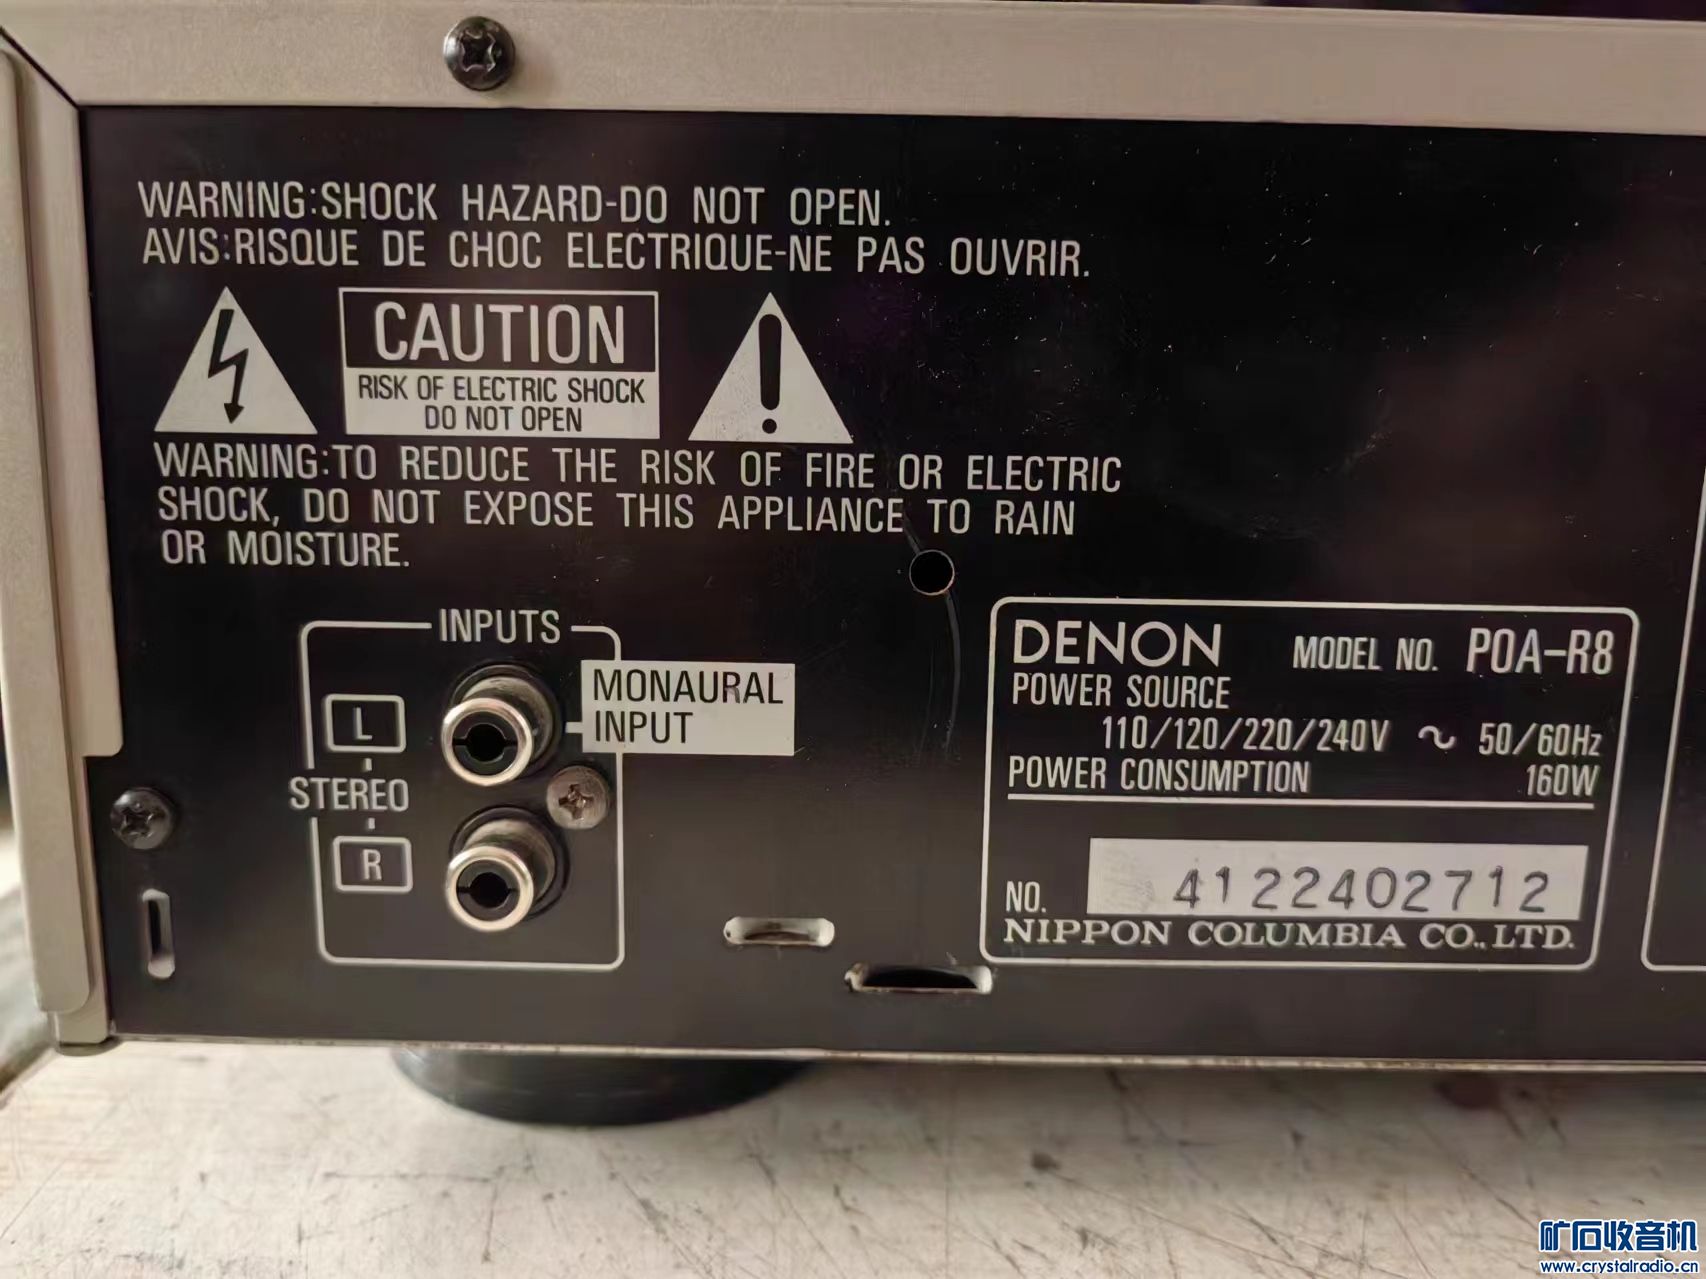 WARNING:SHOCK HAZARD-DO NOT OPEN.
AVIS:RISQUE DE CHOC ELECTRIQUE-NE PAS OUVRIR.
CAUTION
RISK OF ELECTRIC SHOCK
DO NOT OPEN
WARNING:TO REDUCE THE RISK OF FIRE OR ELECTRIC
SHOCK, DO NOT EXPOSE THIS APPLIANCE TO RAIN
OR MOISTURE.
INPUTS
MONAURAL
INPUT
L
STEREO
R
DENON MODEL NO. POA-R8
POWER SOURCE
110/120/220/240V ~ 50/60Hz
POWER CONSUMPTION 160W
NO. 4122402712
NIPPON COLUMBIA CO., LTD.
矿石收音机
www.crystalradio.cn